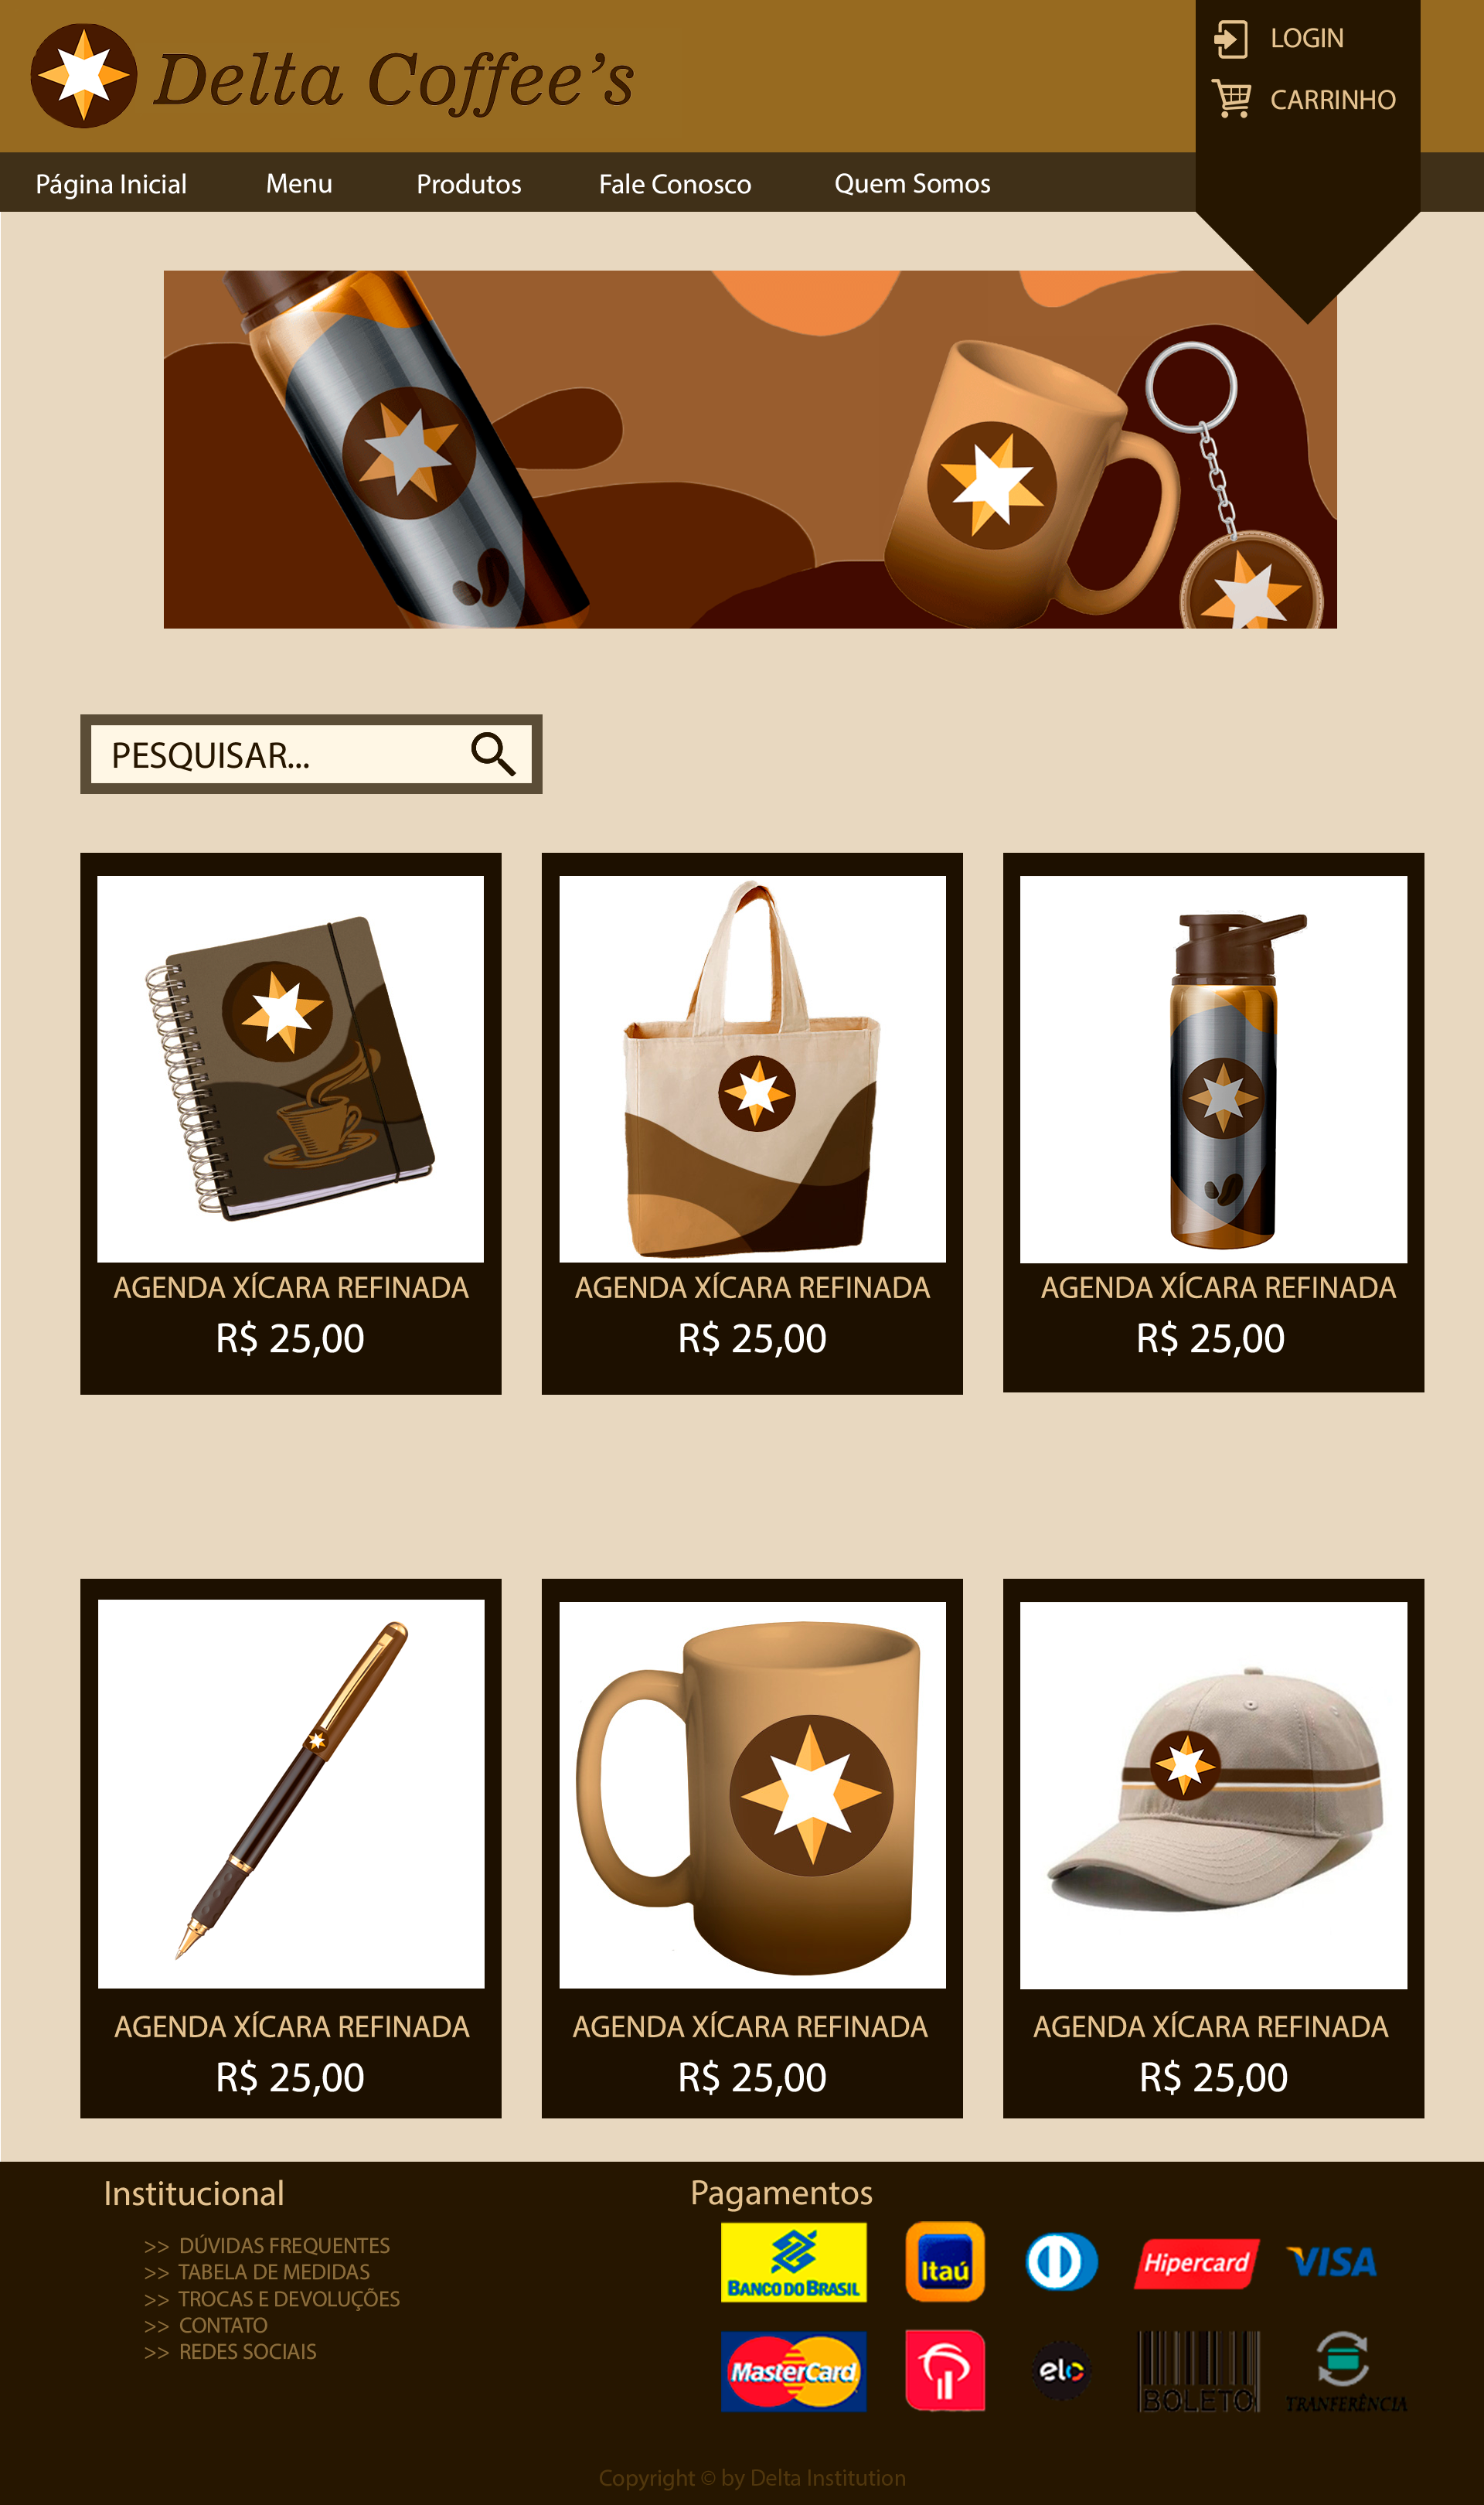 Delta Coffee's
LOGIN
CARRINHO
Página Inicial
Menu
Produtos
Fale Conosco
Quem Somos
PESQUISAR...
AGENDA XÍCARA REFINADA
R$ 25,00
AGENDA XÍCARA REFINADA
R$ 25,00
AGENDA XÍCARA REFINADA
R$ 25,00
AGENDA XÍCARA REFINADA
R$ 25,00
AGENDA XÍCARA REFINADA
R$ 25,00
AGENDA XÍCARA REFINADA
R$ 25,00
Institucional
>> DÚVIDAS FREQUENTES
>> TABELA DE MEDIDAS
>> TROCAS E DEVOLUÇÕES
>> CONTATO
>> REDES SOCIAIS
Pagamentos
BANCO DO BRASIL
Itaú
Hipercard
VISA
MasterCard
elo
BOLETO
TRANFERÊNCIA
Copyright © by Delta Institution